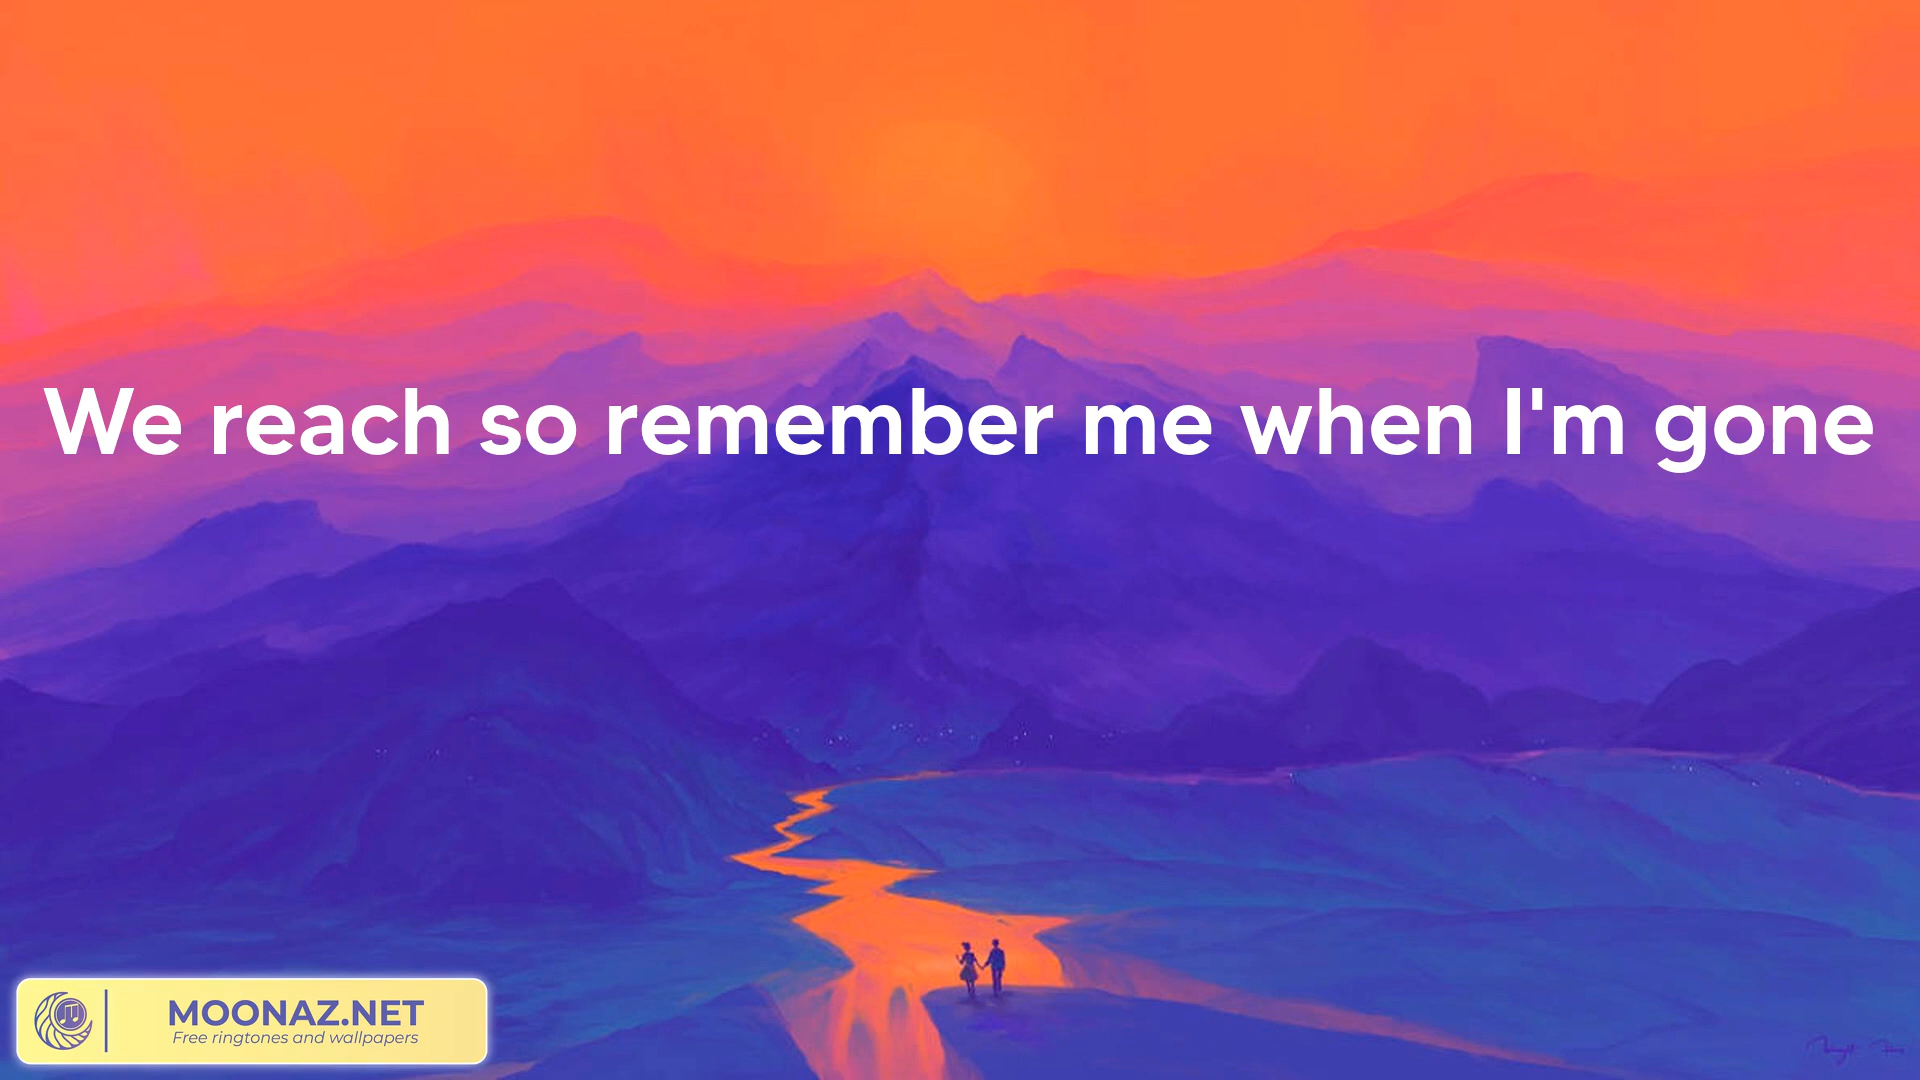 We reach so remember me when I'm gone
MOONAZ.NET
Free ringtones and wallpapers